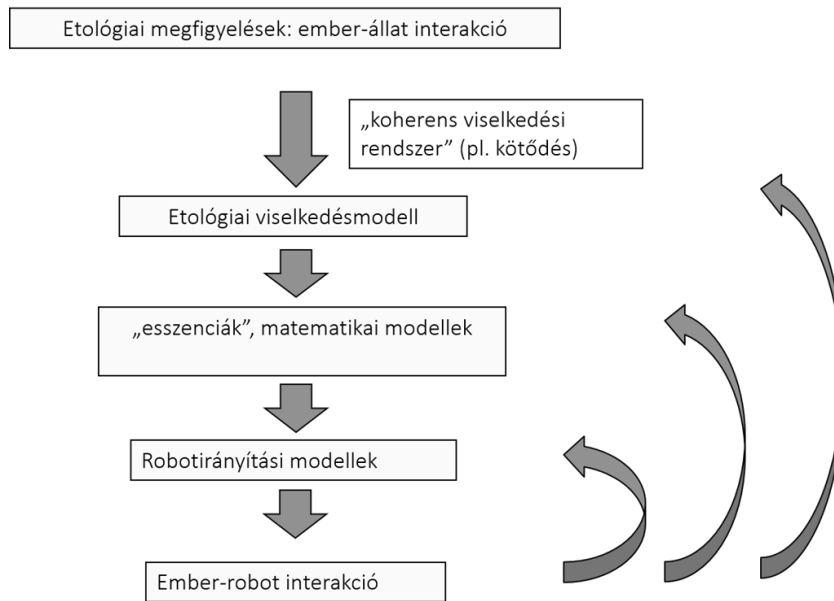 Etológiai megfigyelések: ember-állat interakció
„koherens viselkedési
rendszer” (pl. kötődés)
Etológiai viselkedésmodell
„esszenciák”, matematikai modellek
Robotirányítási modellek
Ember-robot interakció